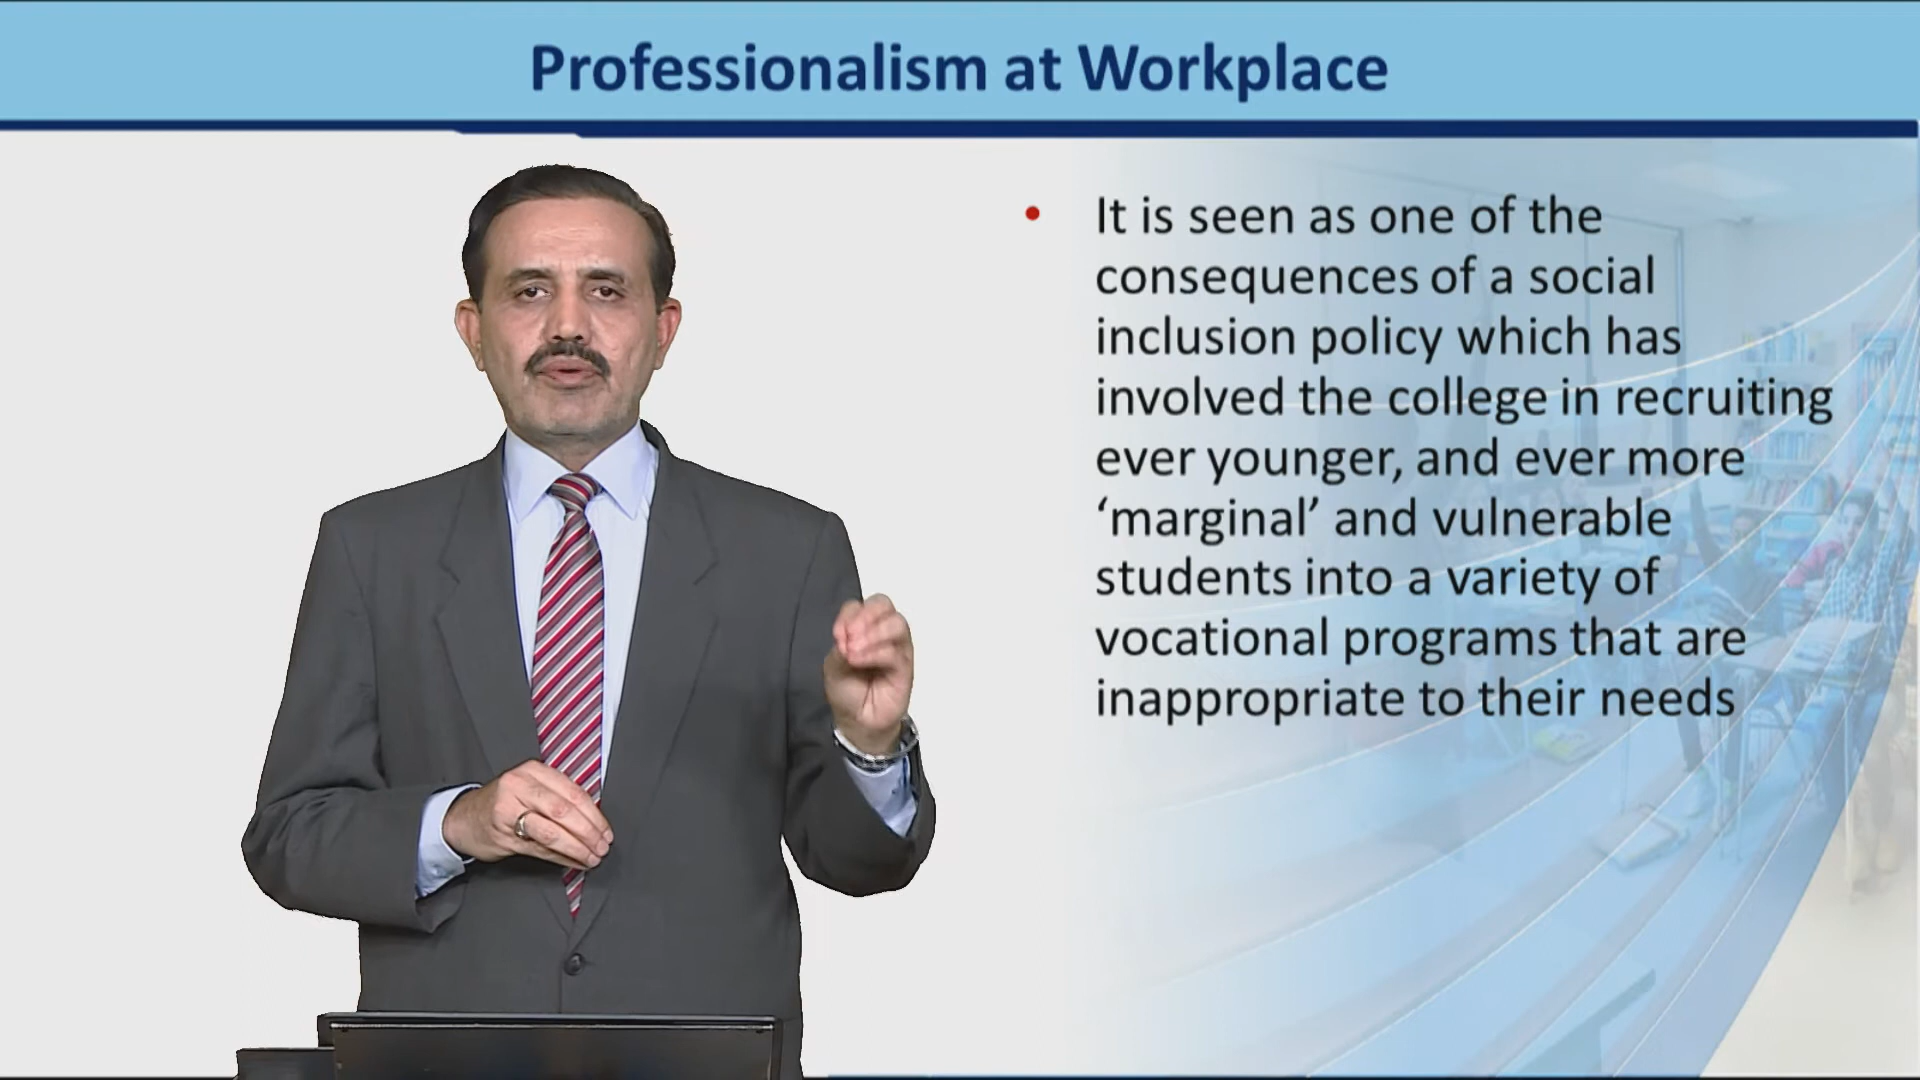 Professionalism at Workplace
• It is seen as one of the
consequences of a social
inclusion policy which has
involved the college in recruiting
ever younger, and ever more
‘marginal’ and vulnerable
students into a variety of
vocational programs that are
inappropriate to their needs